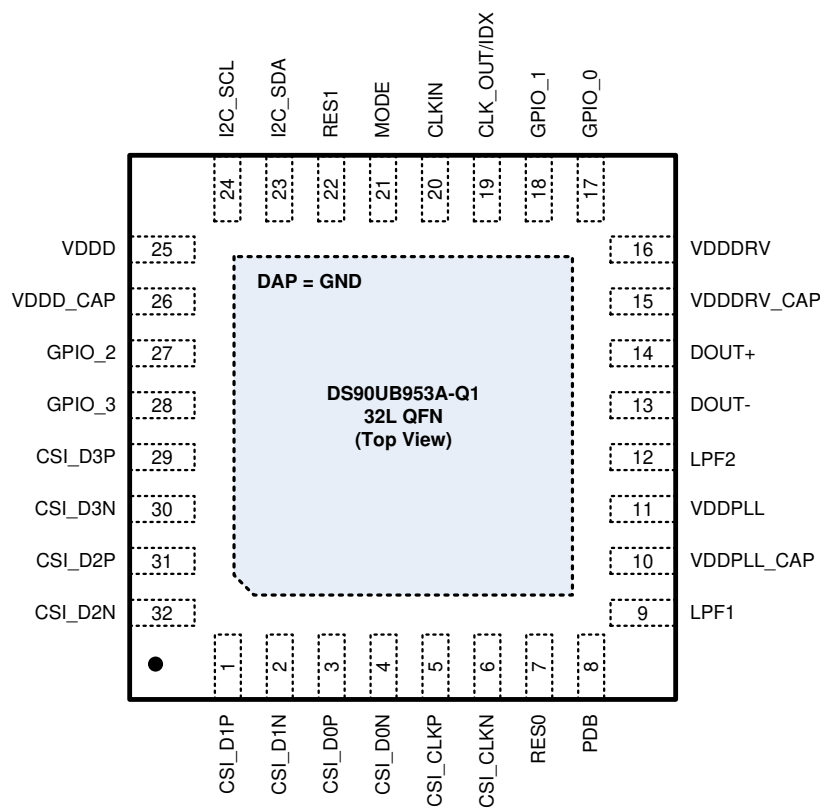 I2C_SCL
I2C_SDA
RES1
MODE
CLKIN
CLK_OUT/IDX
GPIO_1
GPIO_0
24
23
22
21
20
19
18
17
VDDD 25
VDDD_CAP 26
GPIO_2 27
GPIO_3 28
CSI_D3P 29
CSI_D3N 30
CSI_D2P 31
CSI_D2N 32
DAP = GND
DS90UB953A-Q1
32L QFN
(Top View)
16 VDDDRV
15 VDDDRV_CAP
14 DOUT+
13 DOUT-
12 LPF2
11 VDDPLL
10 VDDPLL_CAP
9 LPF1
1
2
3
4
5
6
7
8
CSI_D1P
CSI_D1N
CSI_D0P
CSI_D0N
CSI_CLKP
CSI_CLKN
RES0
PDB